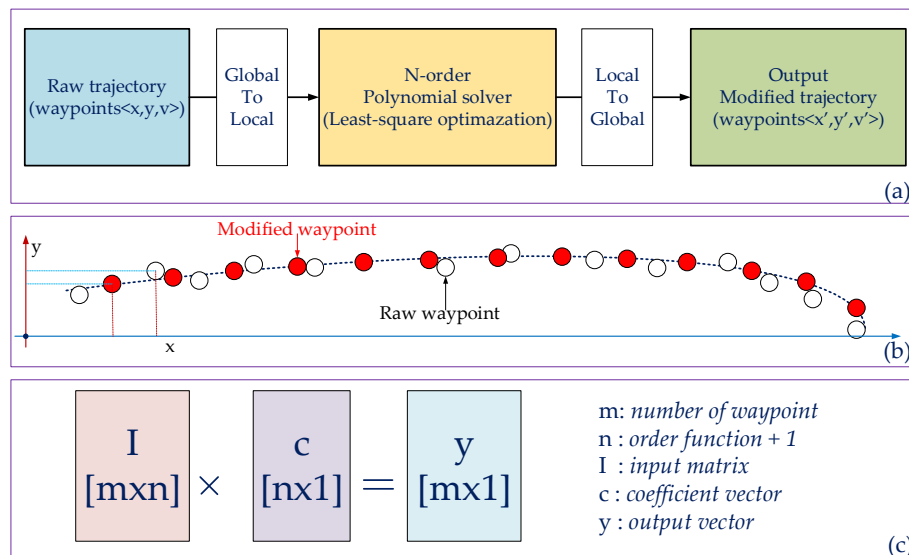 Raw trajectory
(waypoints<x,y,v>)
Global
To
Local
N-order
Polynomial solver
(Least-square optimazation)
Local
To
Global
Output
Modified trajectory
(waypoints<x’,y’,v’>)
(a)
y
Modified waypoint
Raw waypoint
x
(b)
I
[mxn]
×
c
[nx1]
=
y
[mx1]
m: number of waypoint
n : order function + 1
I : input matrix
c : coefficient vector
y : output vector
(c)